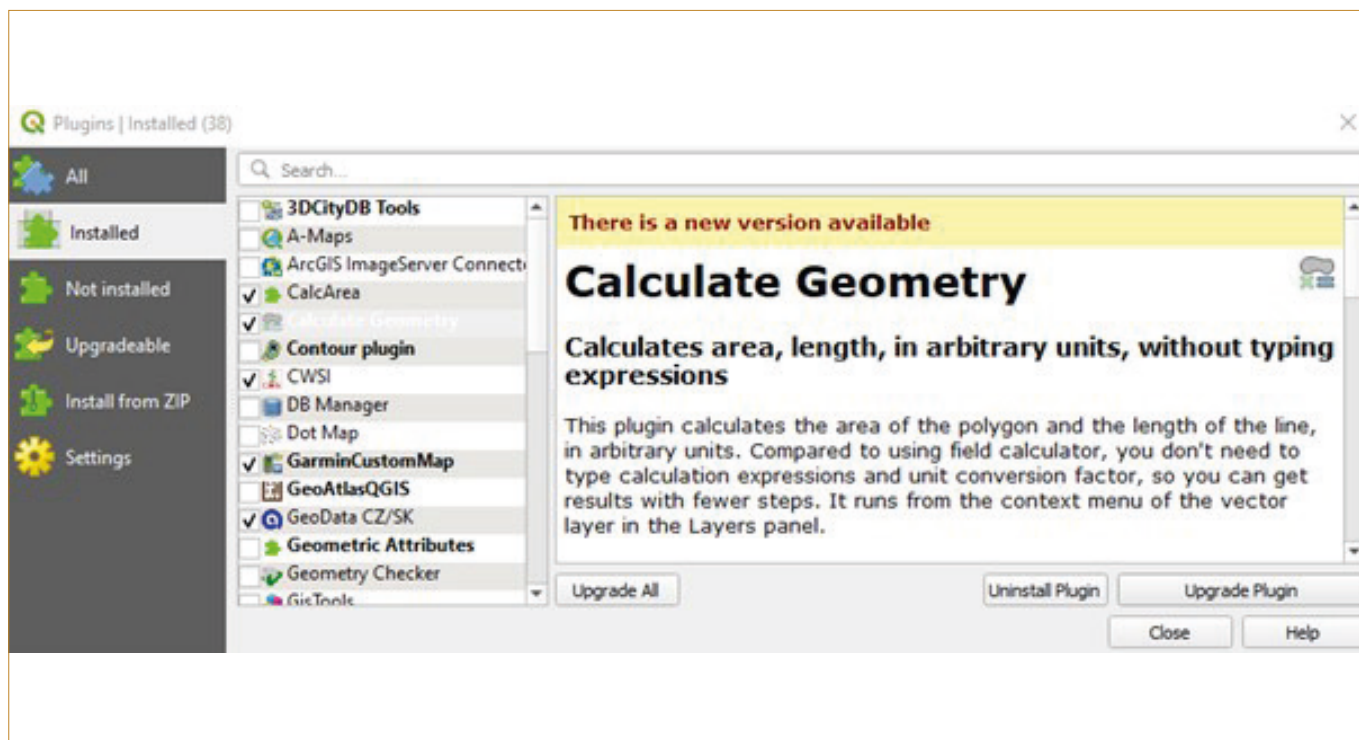 Plugins | Installed (38)
All
Installed
Not installed
Upgradeable
Install from ZIP
Settings
Search...
3DCityDB Tools
A-Maps
ArcGIS ImageServer Connect
CalcArea
Calculate Geometry
Contour plugin
CWSI
DB Manager
Dot Map
GarminCustomMap
GeoAtlasQGIS
GeoData CZ/SK
Geometric Attributes
Geometry Checker
GisTools
There is a new version available
Calculate Geometry
Calculates area, length, in arbitrary units, without typing
expressions
This plugin calculates the area of the polygon and the length of the line,
in arbitrary units. Compared to using field calculator, you don't need to
type calculation expressions and unit conversion factor, so you can get
results with fewer steps. It runs from the context menu of the vector
layer in the Layers panel.
Upgrade All
Uninstall Plugin
Upgrade Plugin
Close
Help